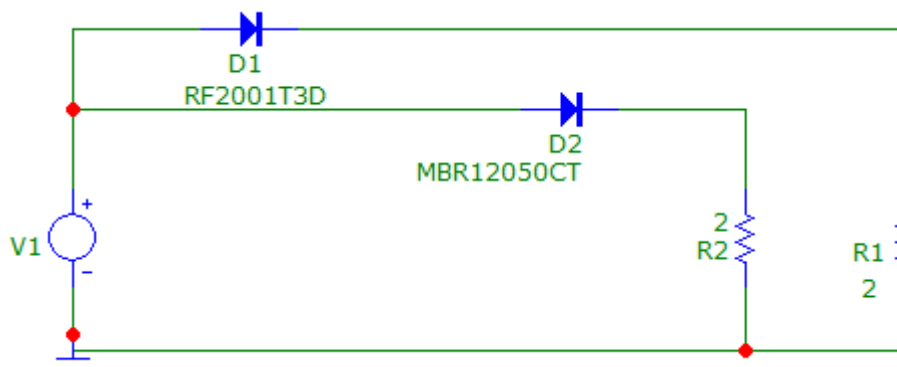 D1
RF2001T3D
D2
MBR12050CT
+
V1
-
2
R2
R1
2